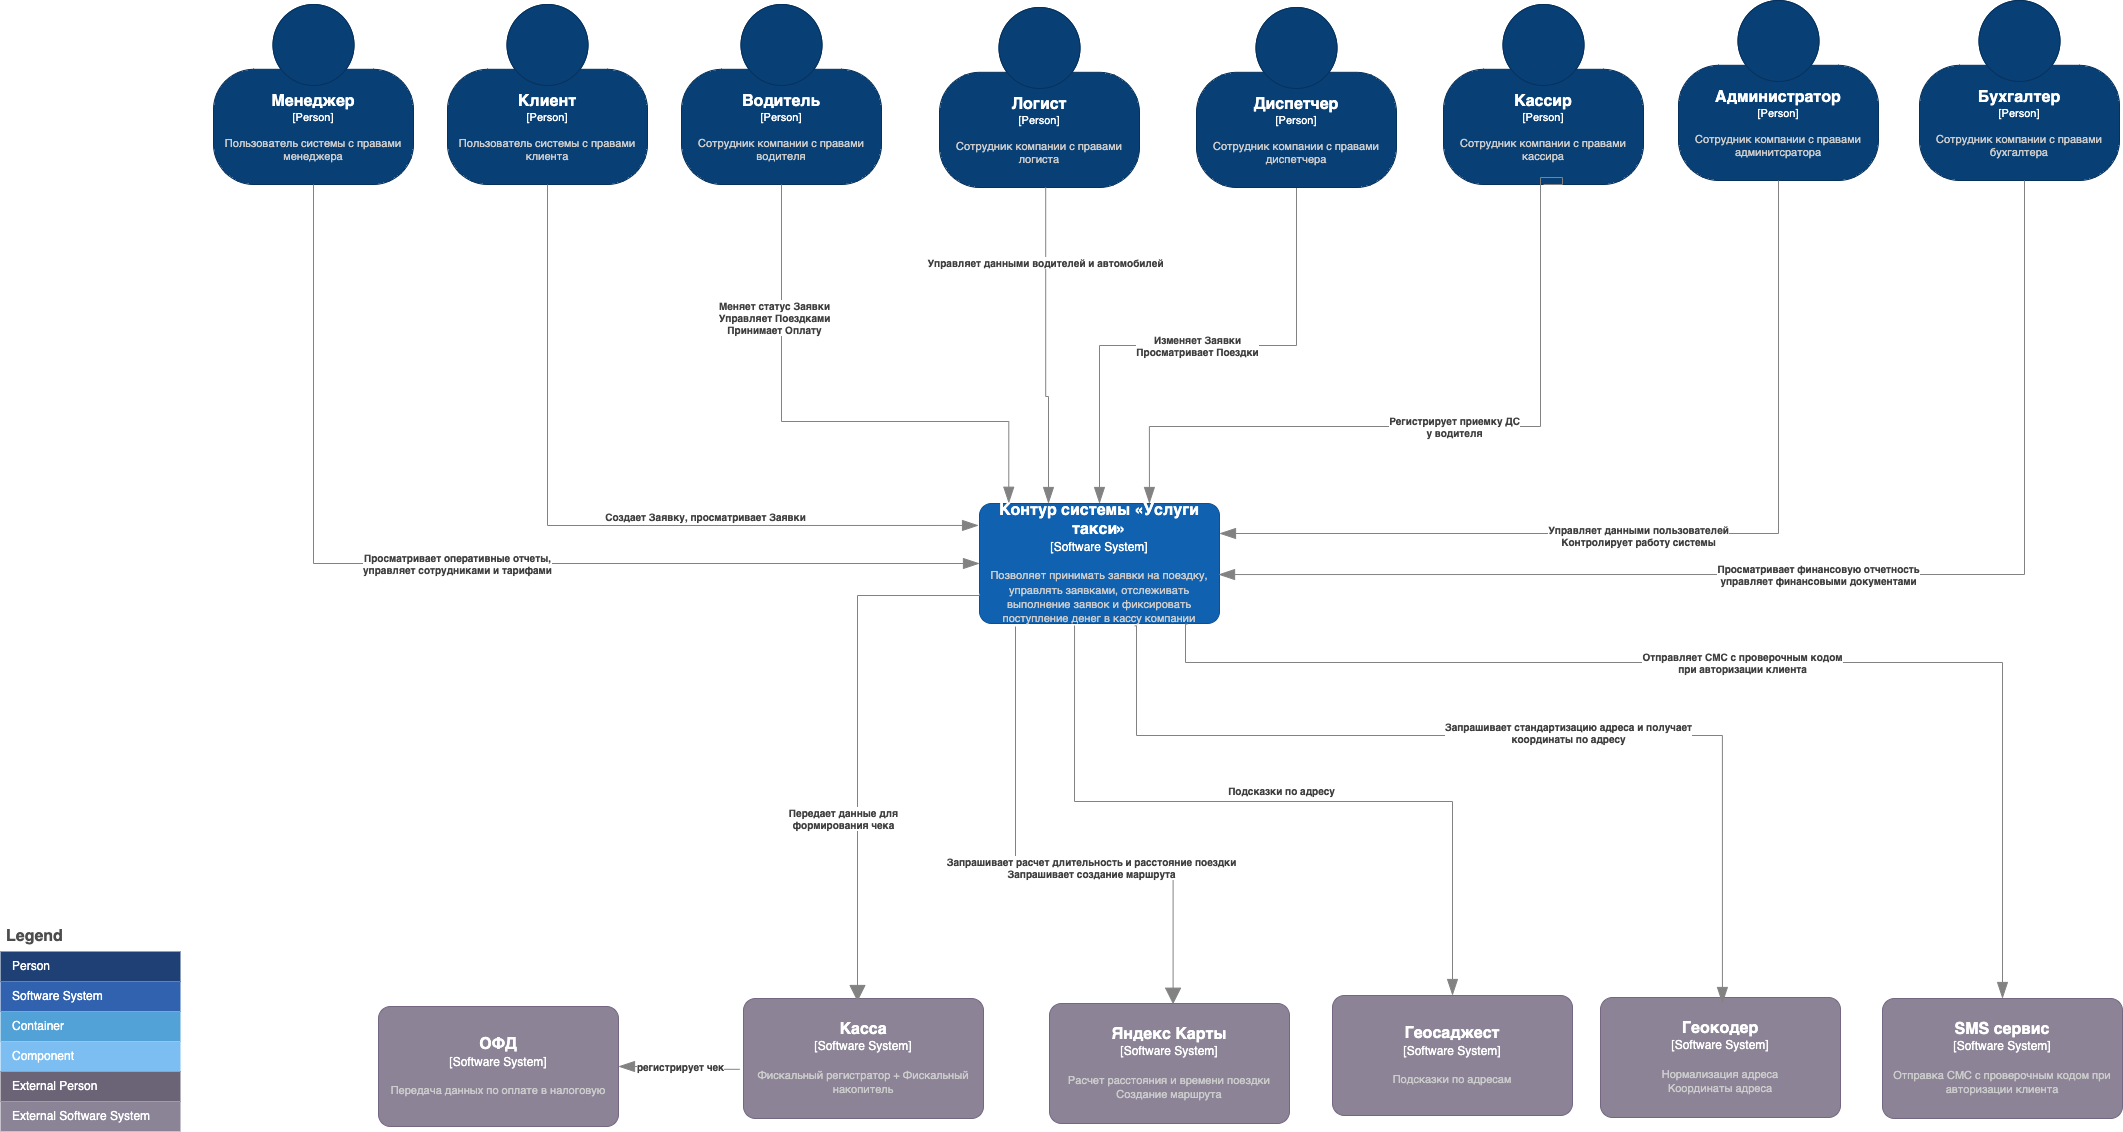 Менеджер
[Person]
Пользователь системы с правами
менеджера
Клиент
[Person]
Пользователь системы с правами
клиента
Водитель
[Person]
Сотрудник компании с правами
водителя
Логист
[Person]
Сотрудник компании с правами
логиста
Диспетчер
[Person]
Сотрудник компании с правами
диспетчера
Кассир
[Person]
Сотрудник компании с правами
кассира
Администратор
[Person]
Сотрудник компании с правами
админитсратора
Бухгалтер
[Person]
Сотрудник компании с правами
бухгалтера
Управляет данными водителей и автомобилей
Меняет статус Заявки
Управляет Поездками
Принимает Оплату
Изменяет Заявки
Просматривает Поездки
Регистрирует приемку ДС
у водителя
Создает Заявку, просматривает Заявки
Просматривает оперативные отчеты,
управляет сотрудниками и тарифами
Контур системы «Услуги
такси»
[Software System]
Позволяет принимать заявки на поездку,
управлять заявками, отслеживать
выполнение заявок и фиксировать
поступление денег в кассу компании
Управляет данными пользователей
Контролирует работу системы
Просматривает финансовую отчетность
управляет финансовыми документами
Отправляет СМС с проверочным кодом
при авторизации клиента
Запрашивает стандартизацию адреса и получает
координаты по адресу
Подсказки по адресу
Передает данные для
формирования чека
Запрашивает расчет длительность и расстояние поездки
Запрашивает создание маршрута
Legend
Person
Software System
Container
Component
External Person
External Software System
ОФД
[Software System]
Передача данных по оплате в налоговую
регистрирует чек
Касса
[Software System]
Фискальный регистратор + Фискальный
накопитель
Яндекс Карты
[Software System]
Расчет расстояния и времени поездки
Создание маршрута
Геосаджест
[Software System]
Подсказки по адресам
Геокодер
[Software System]
Нормализация адреса
Координаты адреса
SMS сервис
[Software System]
Отправка СМС с проверочным кодом при
авторизации клиента